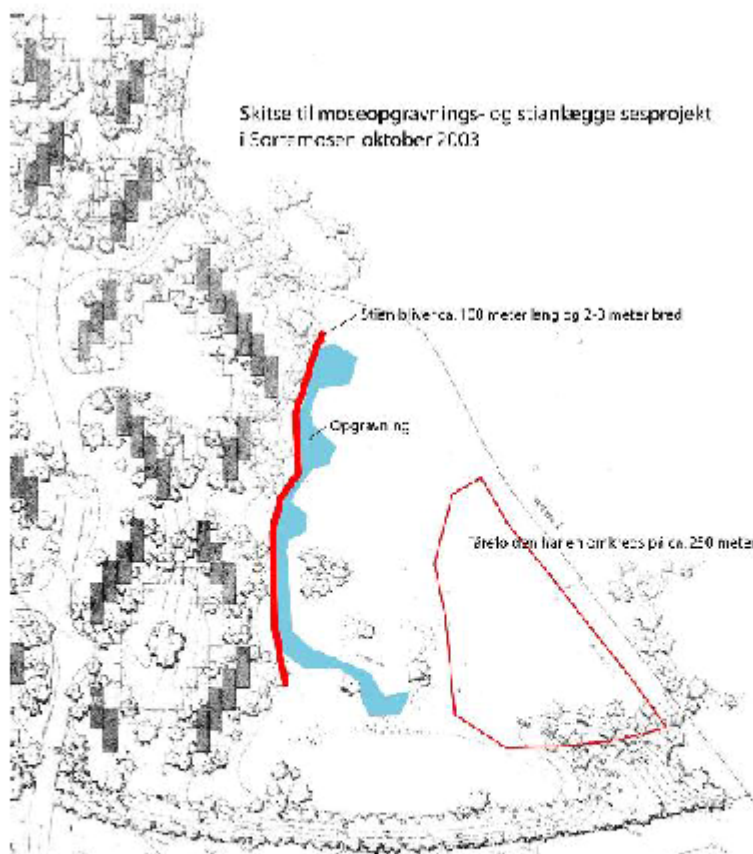 Skitse til moseopgravnings- og stianlægge sesprojekt
i Sortemosen oktober 2003
Stien bliver ca. 100 meter lang og 2-3 meter bred
Opgravning
Fårefolden har en omkreds på ca. 250 meter